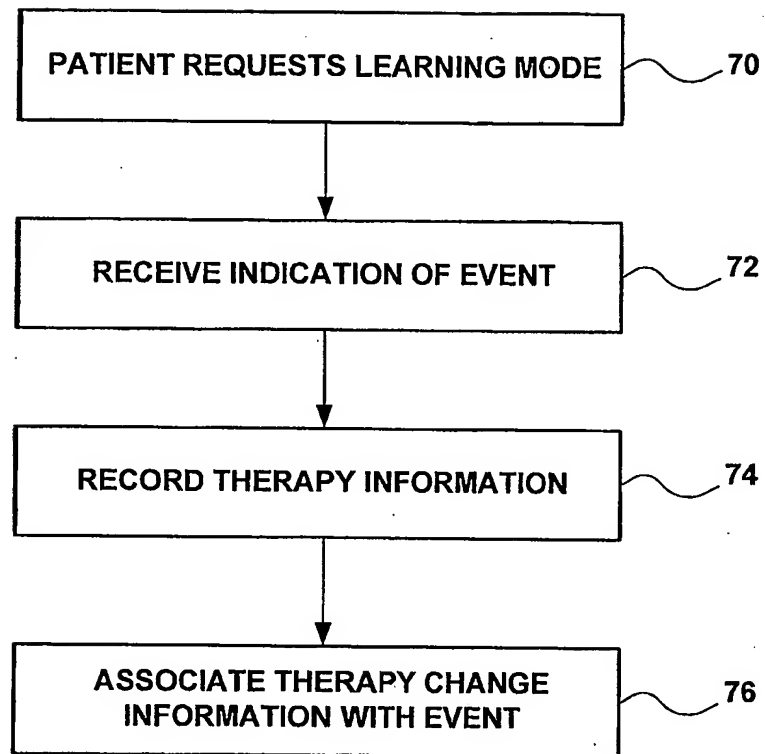 PATIENT REQUESTS LEARNING MODE
70
RECEIVE INDICATION OF EVENT
72
RECORD THERAPY INFORMATION
74
ASSOCIATE THERAPY CHANGE
INFORMATION WITH EVENT
76